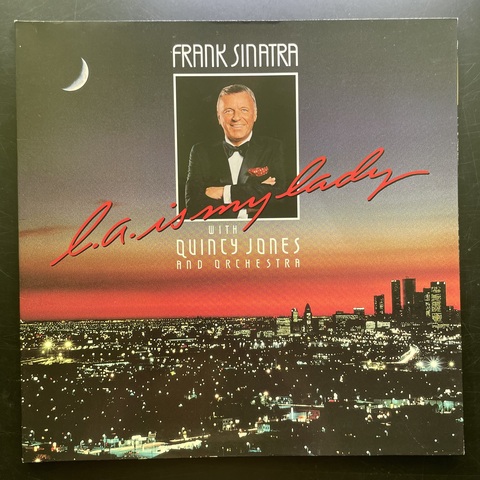 FRANK SINATRA
l.a. is my lady
WITH
QUINCY JONES
AND ORCHESTRA